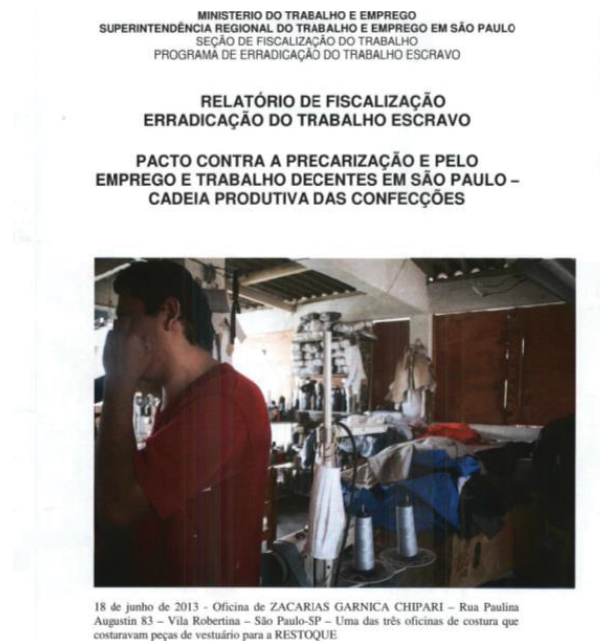 MINISTERIO DO TRABALHO E EMPREGO
SUPERINTENDÊNCIA REGIONAL DO TRABALHO E EMPREGO EM SÃO PAULO
SEÇÃO DE FISCALIZAÇÃO DO TRABALHO
PROGRAMA DE ERRADICAÇÃO DO TRABALHO ESCRAVO
RELATÓRIO DE FISCALIZAÇÃO
ERRADICAÇÃO DO TRABALHO ESCRAVO
PACTO CONTRA A PRECARIZAÇÃO E PELO
EMPREGO E TRABALHO DECENTES EM SÃO PAULO –
CADEIA PRODUTIVA DAS CONFECÇÕES
18 de junho de 2013 - Oficina de ZACARIAS GARNICA CHIPARI – Rua Paulina
Augustin 83 – Vila Robertina – São Paulo-SP – Uma das três oficinas de costura que
costuravam peças de vestuário para a RESTOQUE